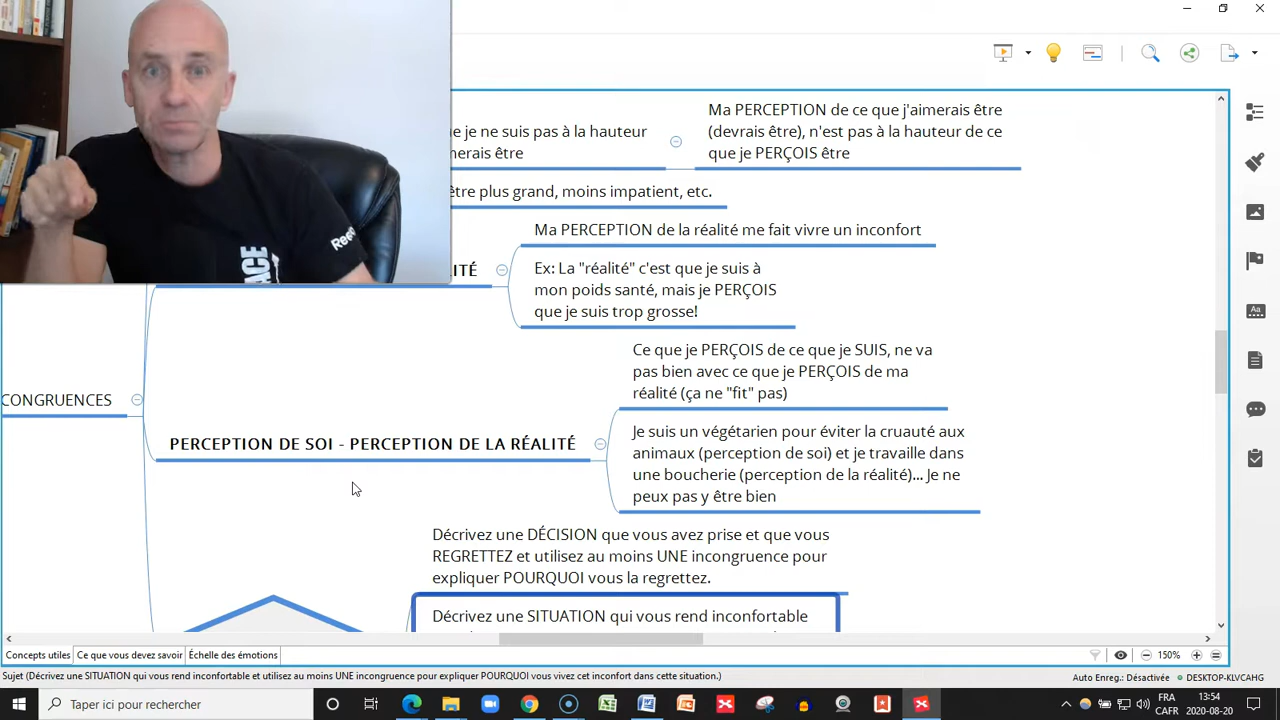 Ma PERCEPTION de ce que j'aimerais être
(devrais être), n'est pas à la hauteur de ce
que je PERÇOIS être
je ne suis pas à la hauteur
être
être plus grand, moins impatient, etc.
Ma PERCEPTION de la réalité me fait vivre un inconfort
Ex: La "réalité" c'est que je suis à
mon poids santé, mais je PERÇOIS
que je suis trop grosse!
Ce que je PERÇOIS de ce que je SUIS, ne va
pas bien avec ce que je PERÇOIS de ma
réalité (ça ne "fit" pas)
CONGRUENCES
PERCEPTION DE SOI - PERCEPTION DE LA RÉALITÉ
Je suis un végétarien pour éviter la cruauté aux
animaux (perception de soi) et je travaille dans
une boucherie (perception de la réalité)... Je ne
peux pas y être bien
Décrivez une DÉCISION que vous avez prise et que vous
REGRETTEZ et utilisez au moins UNE incongruence pour
expliquer POURQUOI vous la regrettez.
Décrivez une SITUATION qui vous rend inconfortable
Concepts utiles
Ce que vous devez savoir
Échelle des émotions
150%
Sujet (Décrivez une SITUATION qui vous rend inconfortable et utilisez au moins UNE incongruence pour expliquer POURQUOI vous vivez cet inconfort dans cette situation.)
Auto Enreg.: Désactivée
DESKTOP-KLVCAHG
Taper ici pour rechercher
FRA
CAFR
13:54
2020-08-20